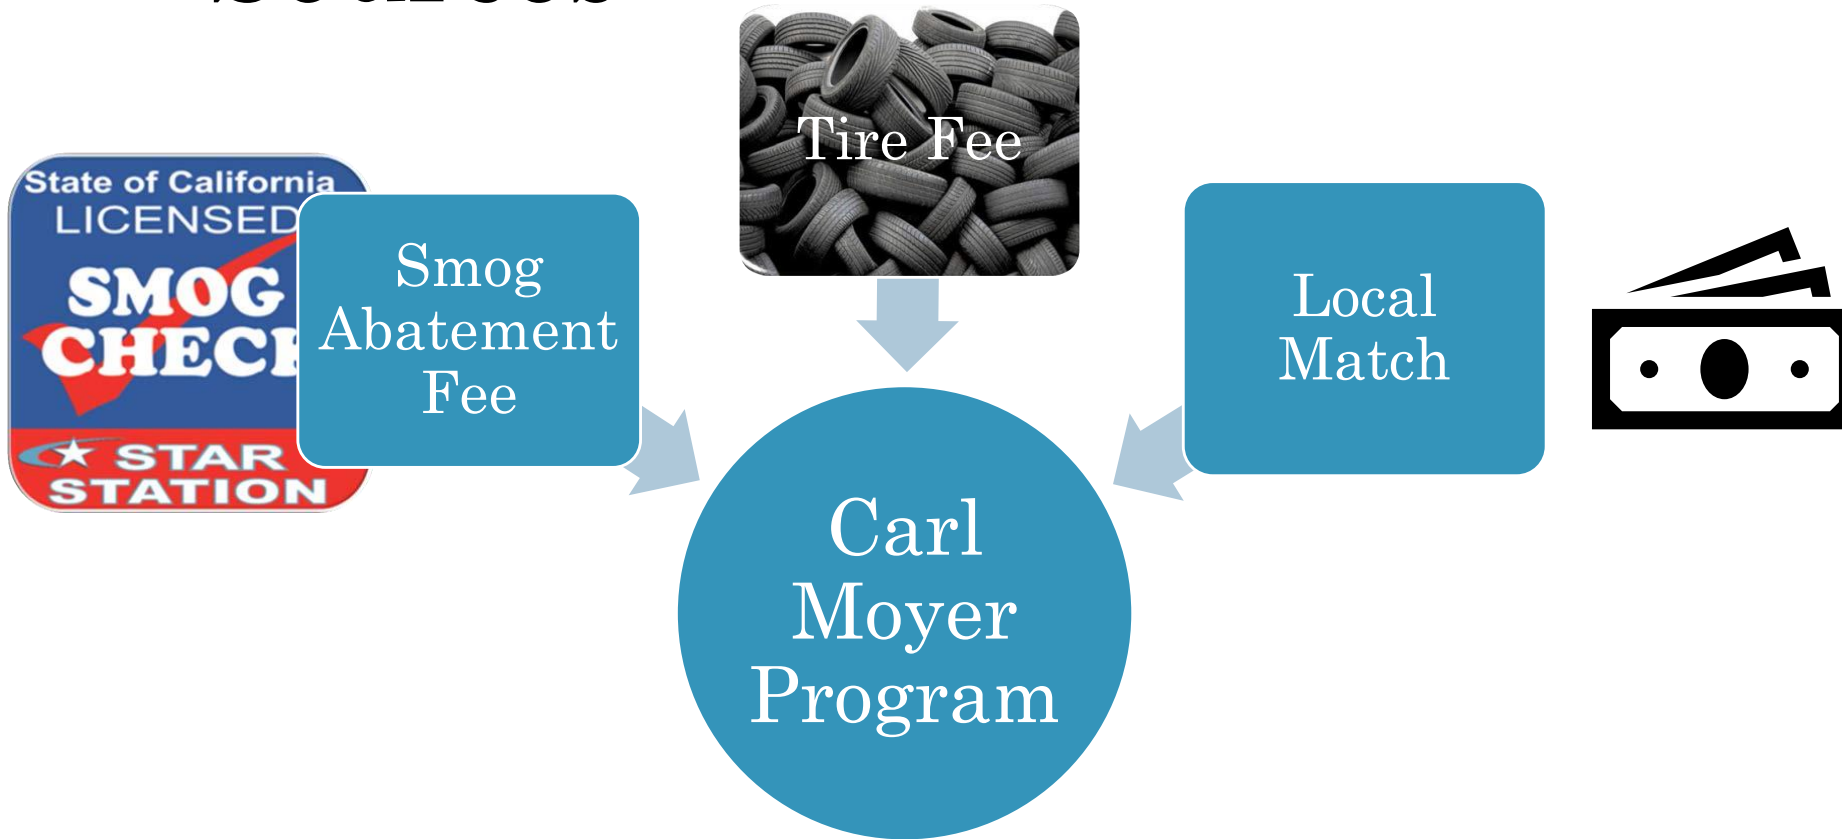 State of California
LICENSED
SMOG
STAR
STATION
Smog
Abatement
Fee
Tire Fee
Local
Match
Carl
Moyer
Program